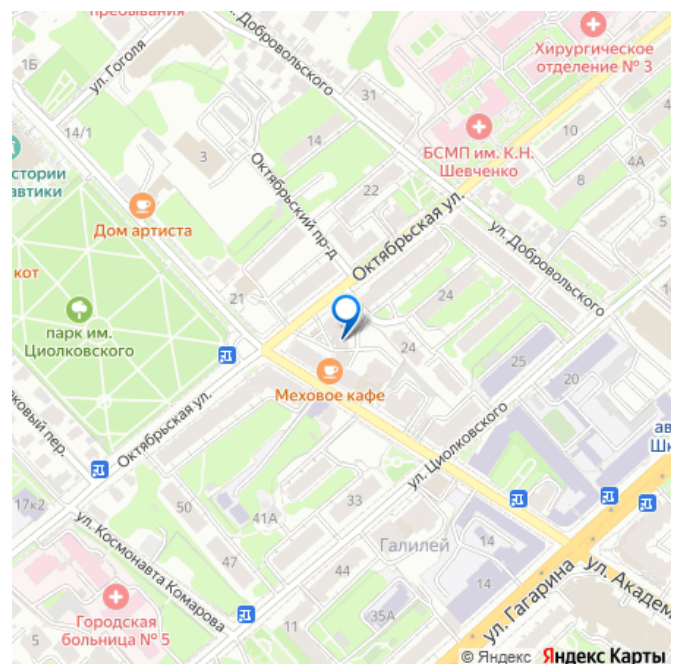 пребывания
ул. Гоголя
ул. Добровольского
1Б
31
Хирургическое
отделение № 3
14/1
3
14
10
БСМП им. К.Н.
Шевченко
8
4А
истории
автики
Октябрьский пр-д
22
Октябрьская ул.
ул. Добровольского
5
Дом артиста
кот
21
24
парк им.
Циолковского
24
25
20
Меховое кафе
Октябрьская ул.
ул. Циолковского
ав
Шк
17к2
50
41А
33
ул. Космонавта Комарова
47
Галилей
14
44
14
ул. Гагарина
ул. Академ
Городская
больница № 5
5
11
35А
5
© Яндекс Яндекс Карты